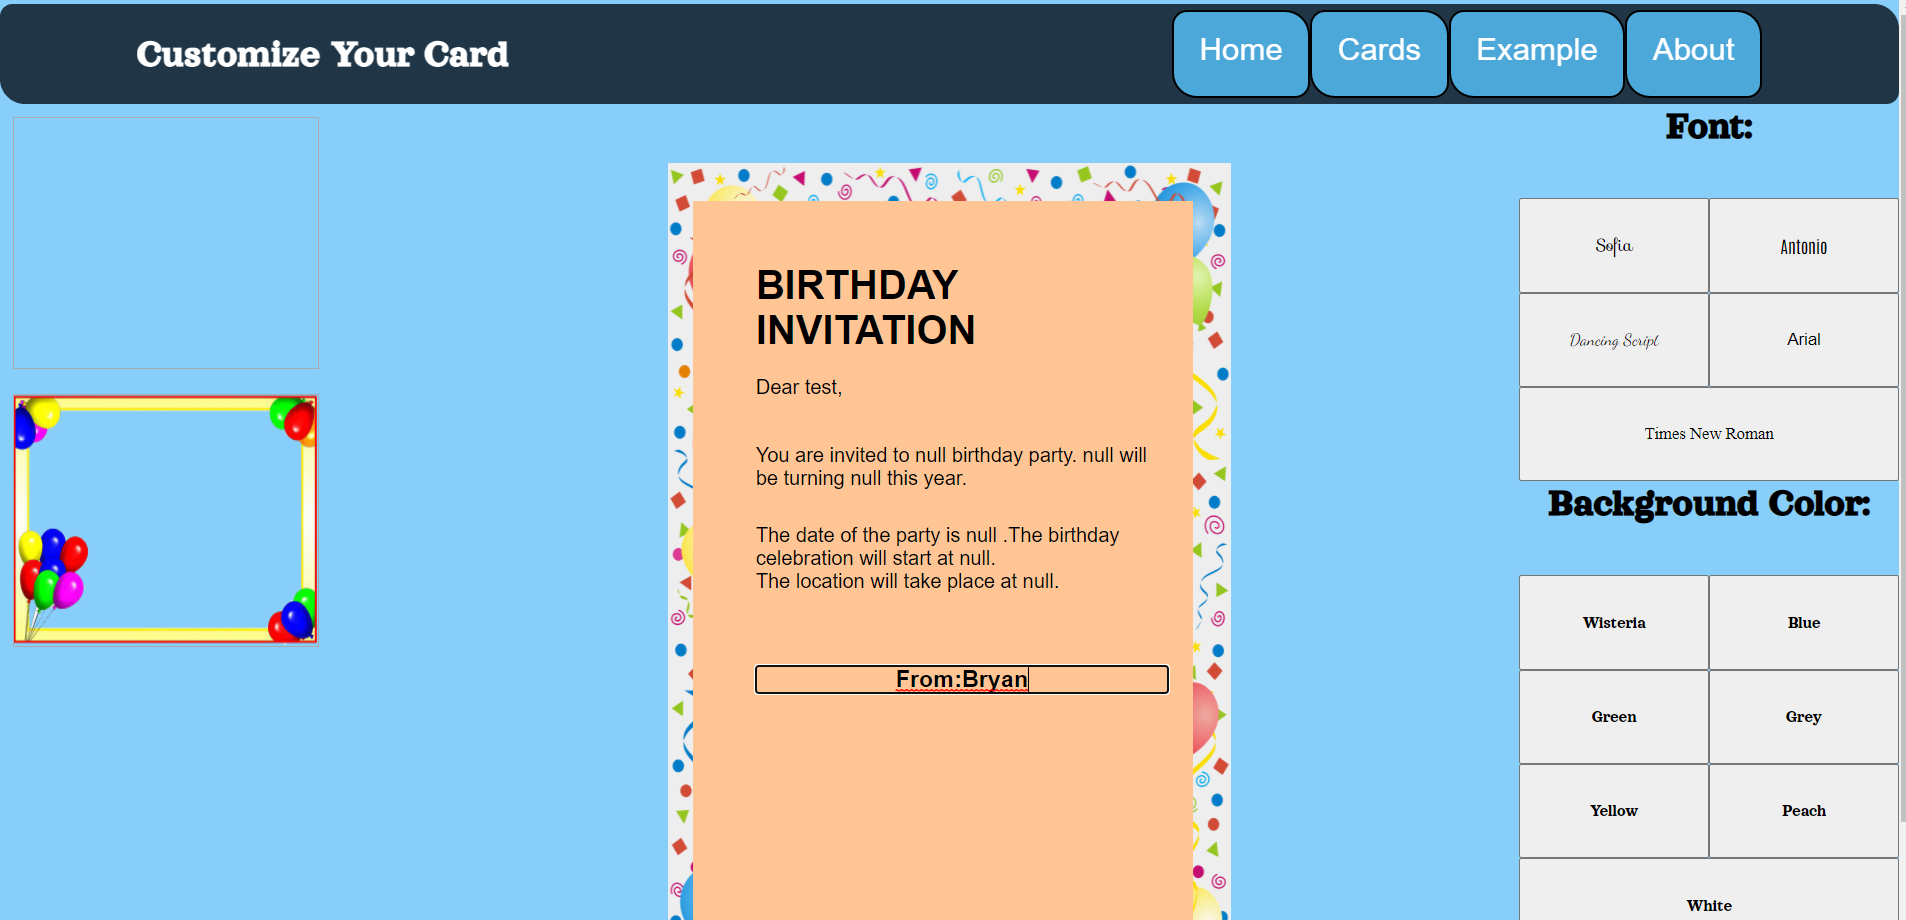 Customize Your Card
Home Cards Example About
BIRTHDAY
INVITATION
Dear test,
You are invited to null birthday party. null will
be turning null this year.
The date of the party is null .The birthday
celebration will start at null.
The location will take place at null.
From:Bryan
Font:
Sofia Antonio
Dancing Script Arial
Times New Roman
Background Color:
Wisteria Blue
Green Grey
Yellow Peach
White